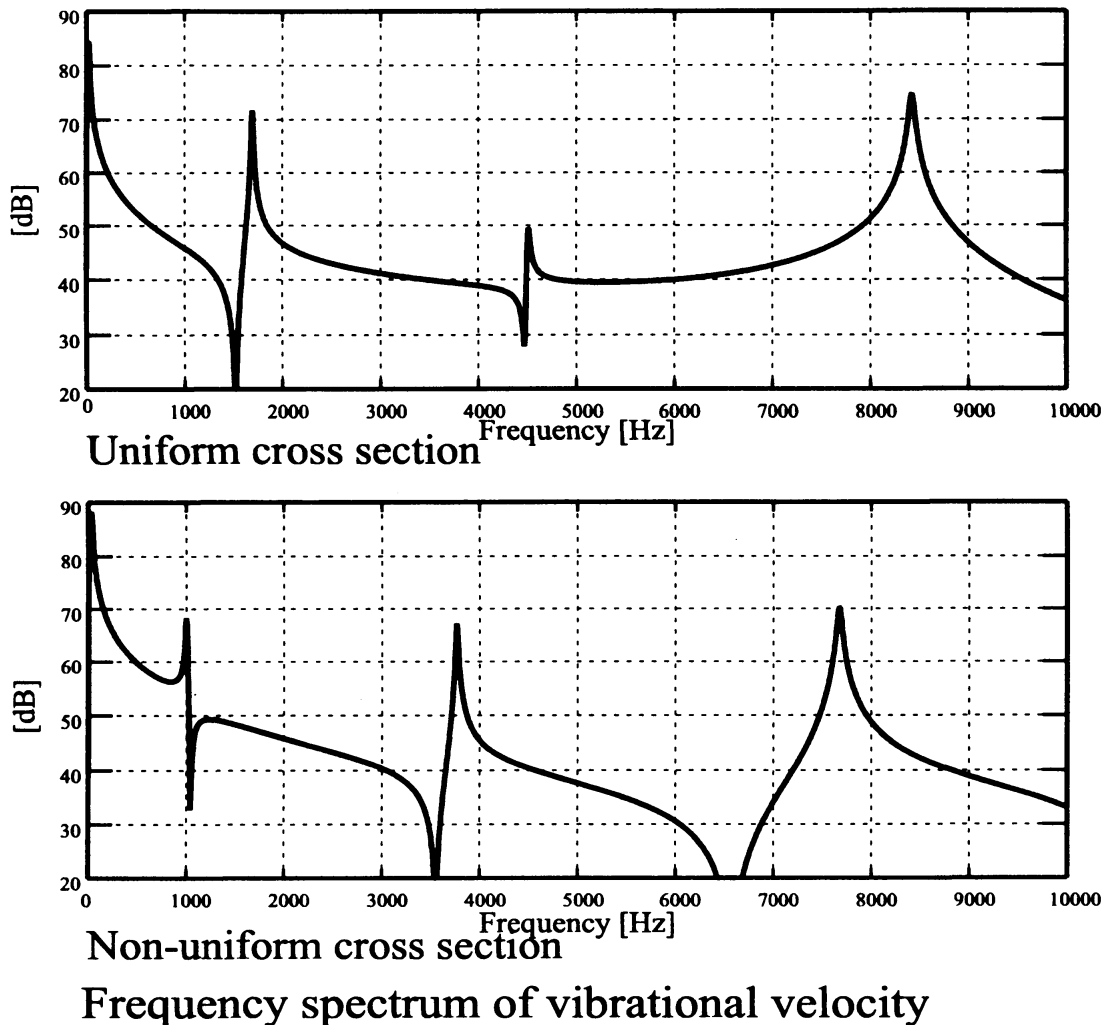 90
80
70
60
50
40
30
20
[dB]
0 1000 2000 3000 4000 5000 6000 7000 8000 9000 10000
Frequency [Hz]
Uniform cross section
90
80
70
60
50
40
30
20
[dB]
0 1000 2000 3000 4000 5000 6000 7000 8000 9000 10000
Frequency [Hz]
Non-uniform cross section
Frequency spectrum of vibrational velocity